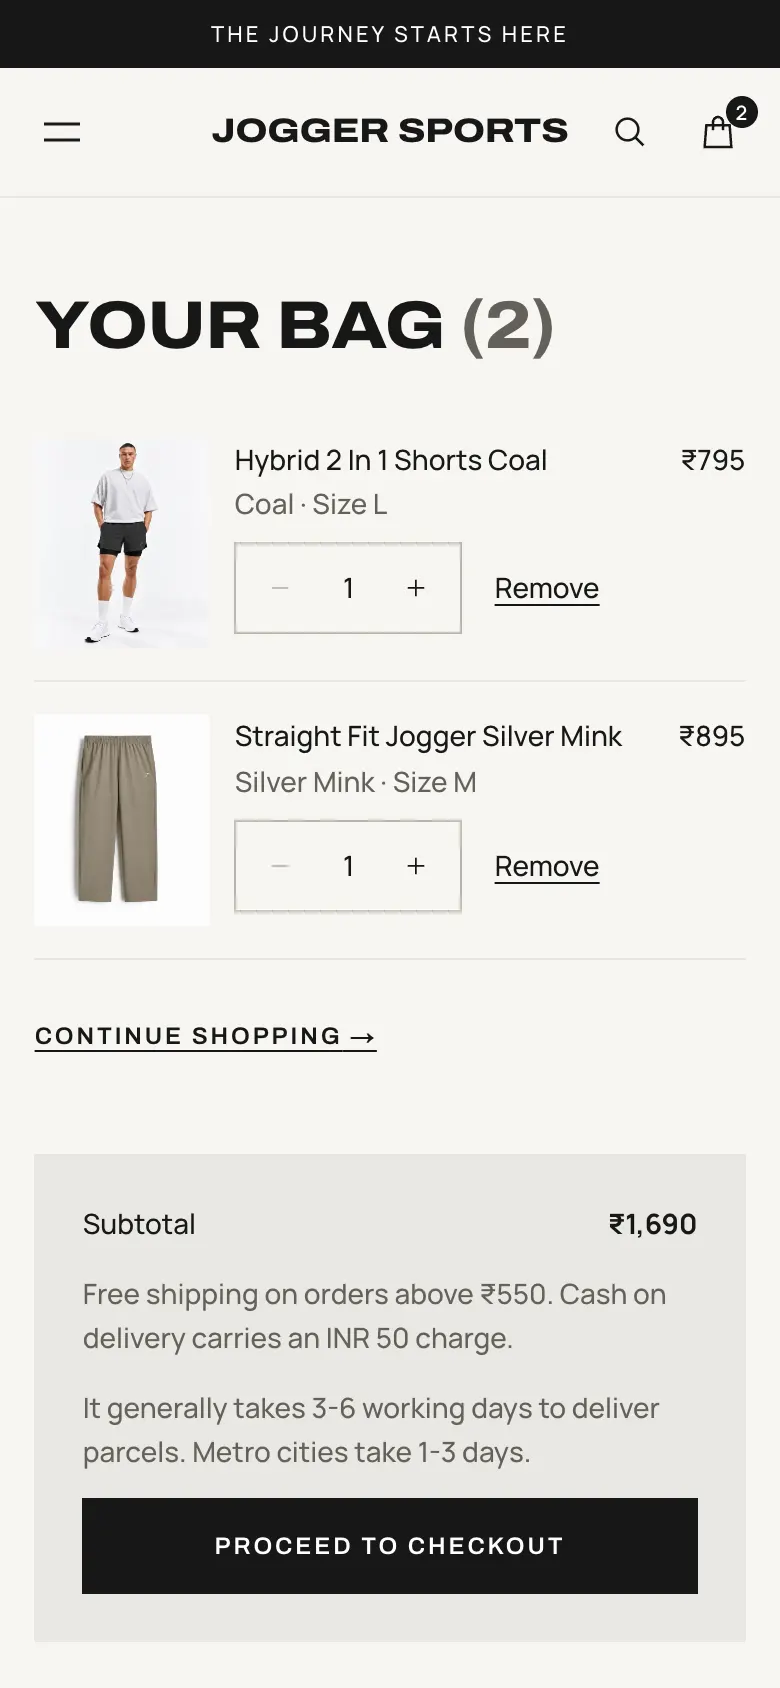 THE JOURNEY STARTS HERE
JOGGER SPORTS
2
YOUR BAG (2)
Hybrid 2 In 1 Shorts Coal ₹795
Coal · Size L
− 1 + Remove
Straight Fit Jogger Silver Mink ₹895
Silver Mink · Size M
− 1 + Remove
CONTINUE SHOPPING →
Subtotal ₹1,690
Free shipping on orders above ₹550. Cash on
delivery carries an INR 50 charge.
It generally takes 3-6 working days to deliver
parcels. Metro cities take 1-3 days.
PROCEED TO CHECKOUT